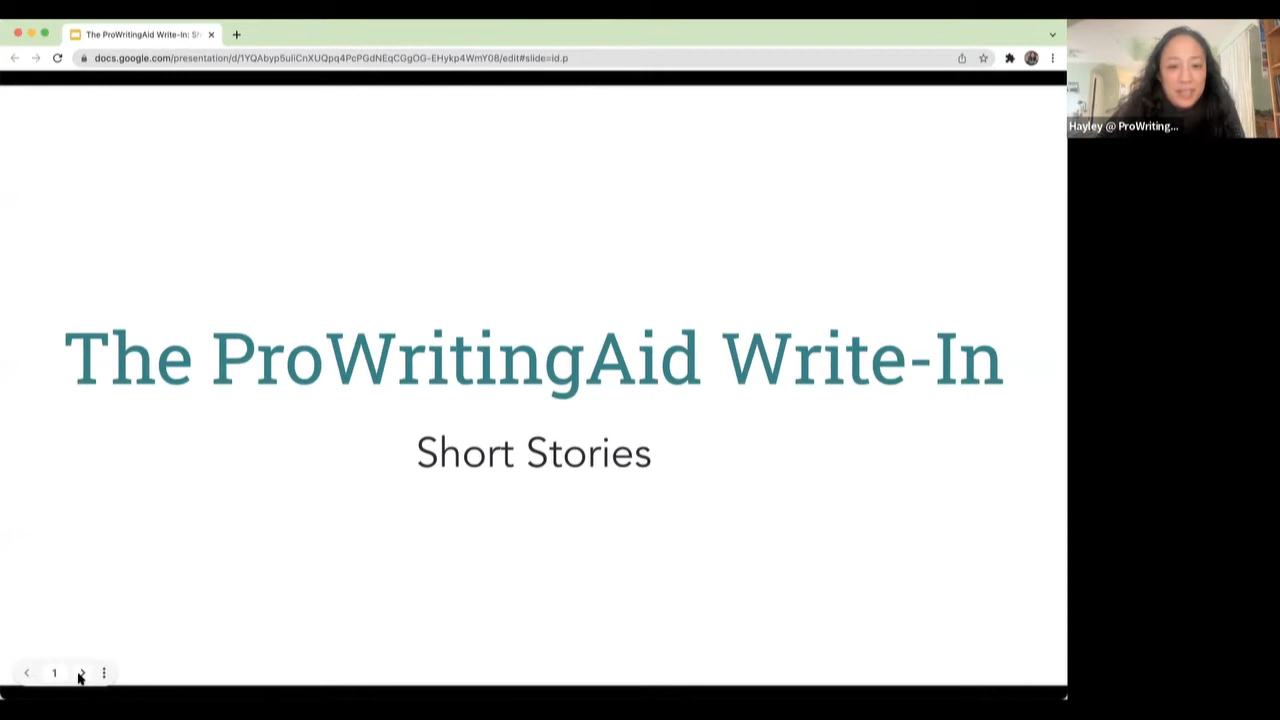 The ProWritingAid Write-In: Sh
docs.google.com/presentation/d/1YQAbyp5uIiCnXUQpq4PcPGdNEqCGgOG-EHykp4WmY08/edit#slide=id.p
Hayley @ ProWriting...
The ProWritingAid Write-In
Short Stories
1